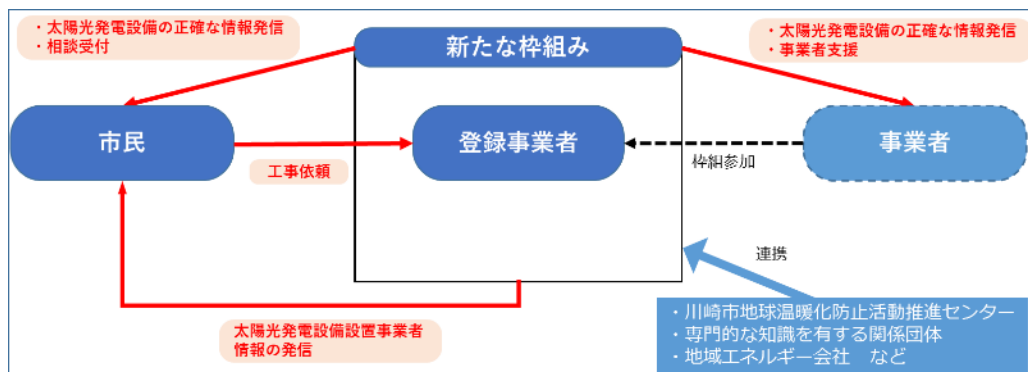 ・太陽光発電設備の正確な情報発信
・相談受付
新たな枠組み
・太陽光発電設備の正確な情報発信
・事業者支援
市民
登録事業者
事業者
工事依頼
枠組参加
連携
太陽光発電設備設置事業者
情報の発信
・川崎市地球温暖化防止活動推進センター
・専門的な知識を有する関係団体
・地域エネルギー会社　など